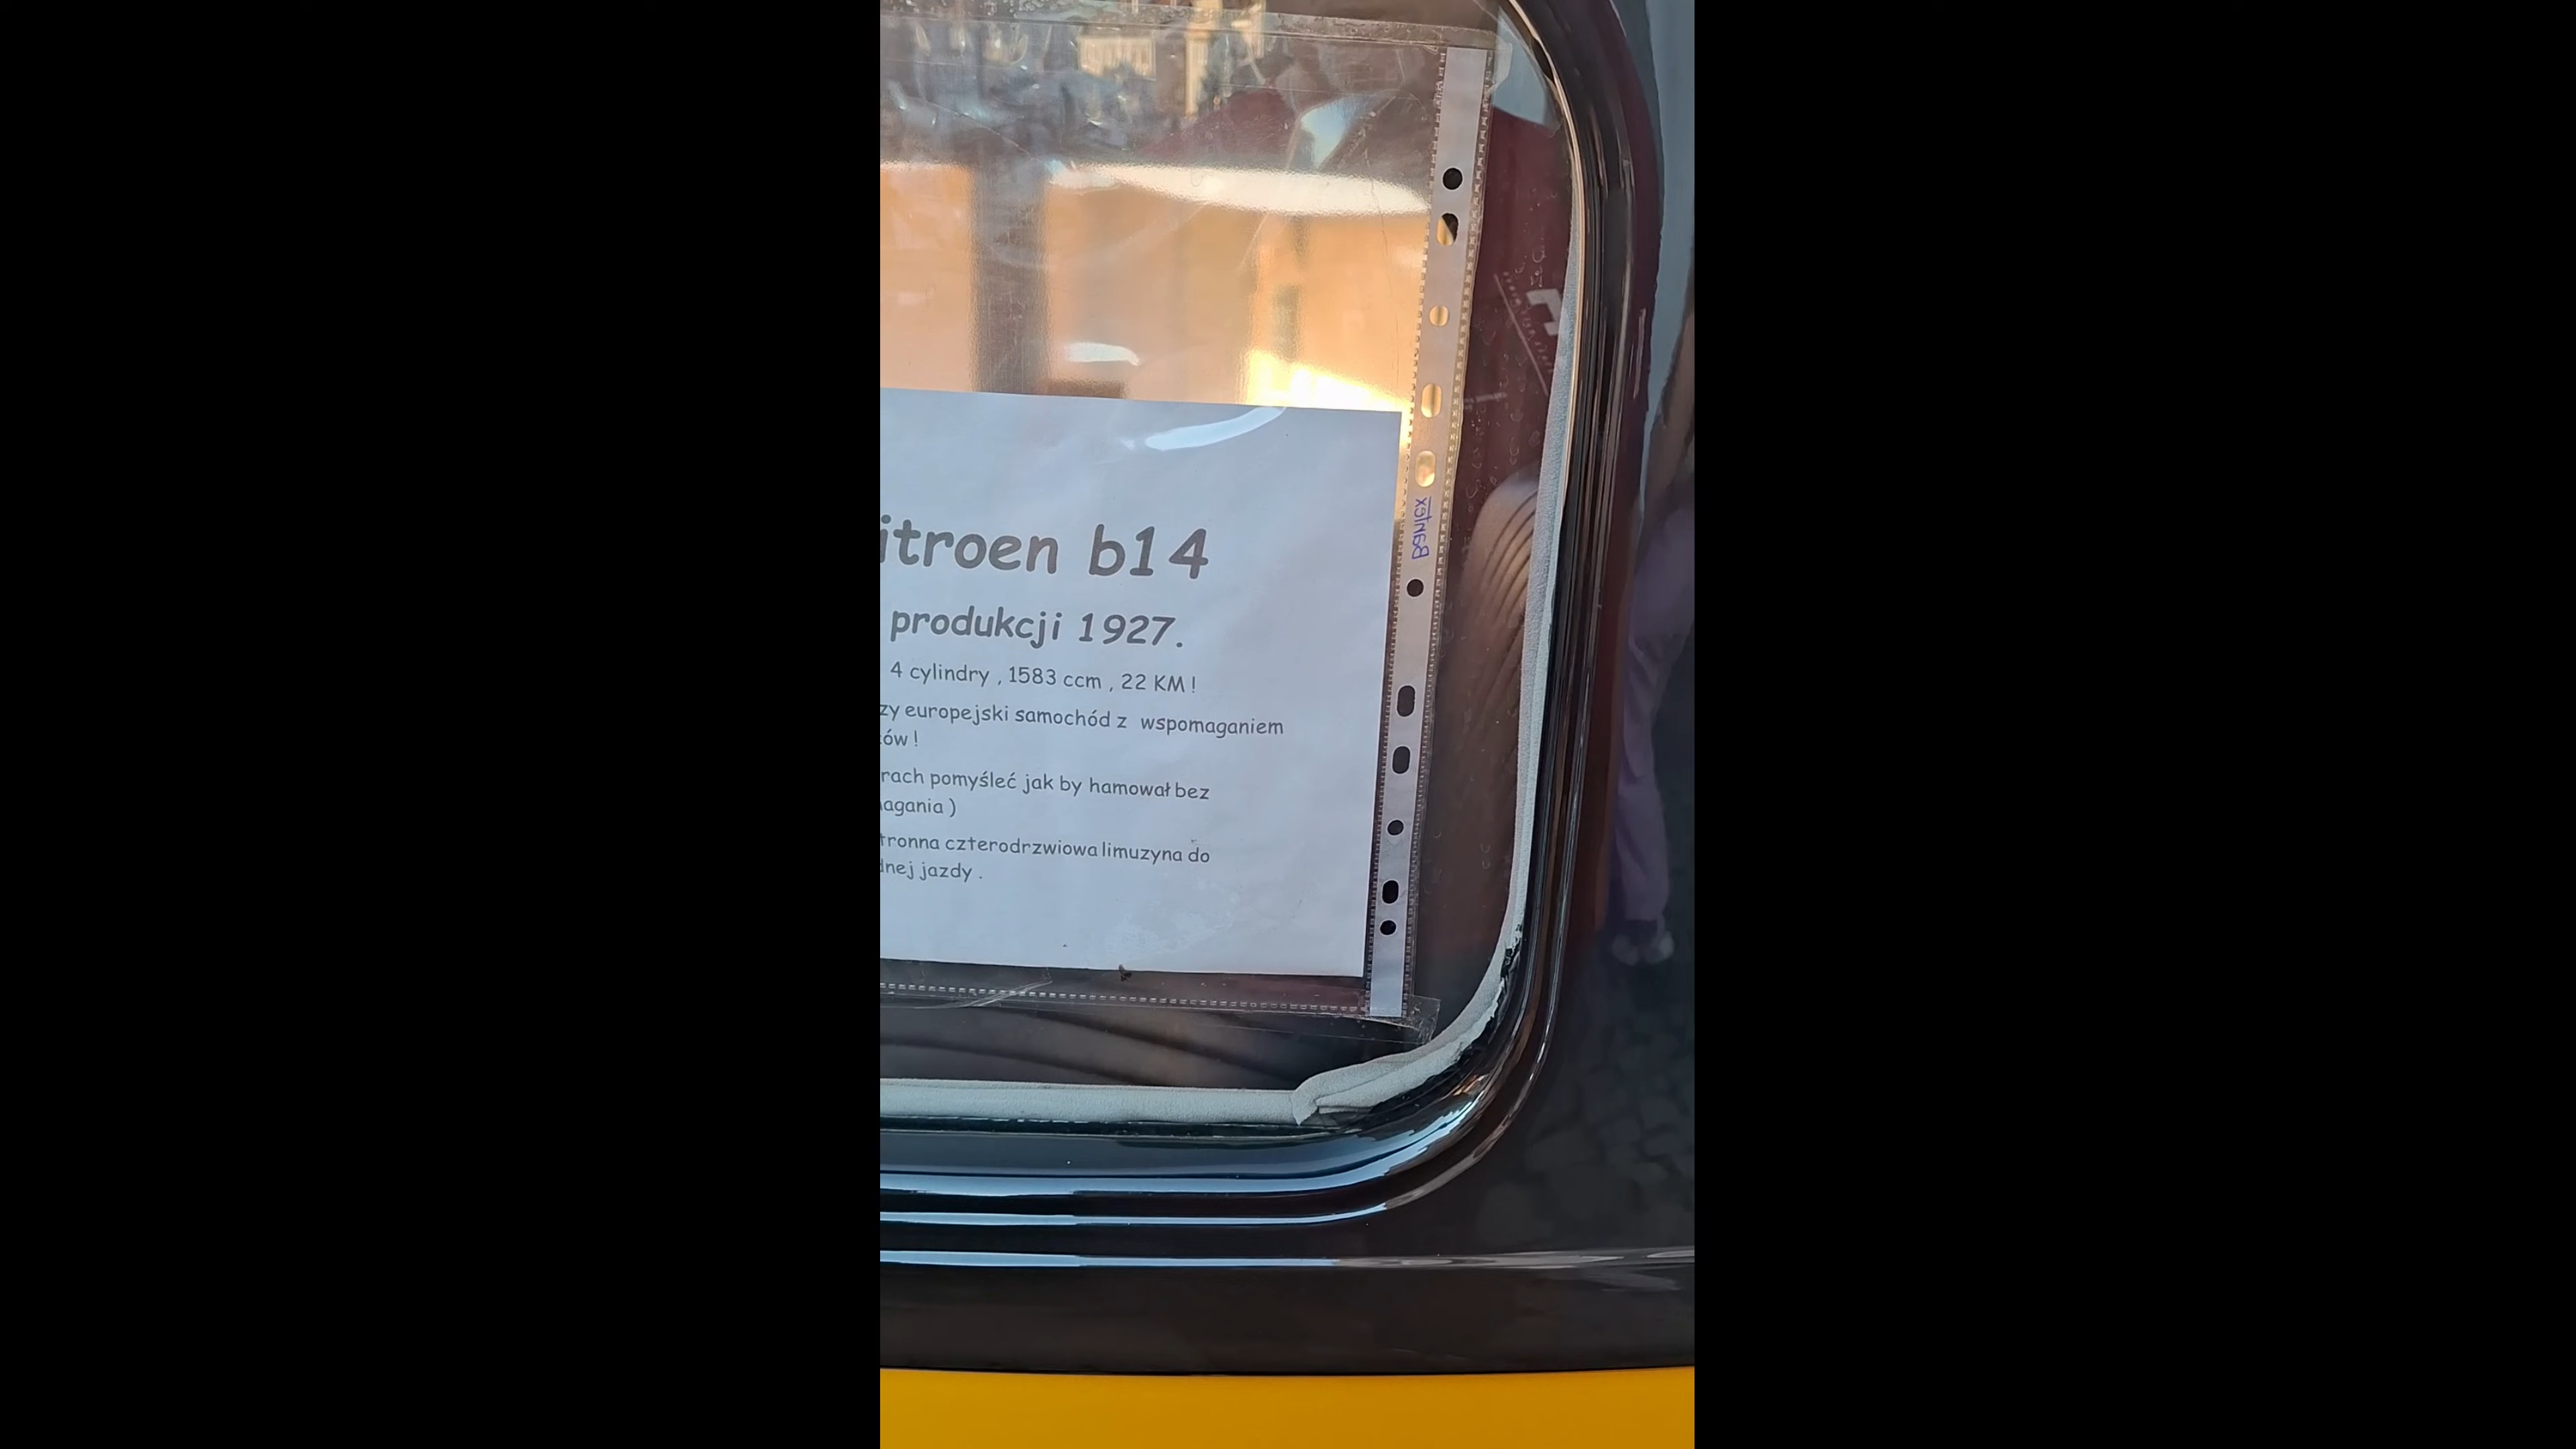 itroen b14
produkcji 1927.
4 cylindry , 1583 ccm , 22 KM !
zy europejski samochód z wspomaganiem
ów !
rach pomyśleć jak by hamował bez
agania )
tronna czterodrzwiowa limuzyna do
dnej jazdy .
Bantex